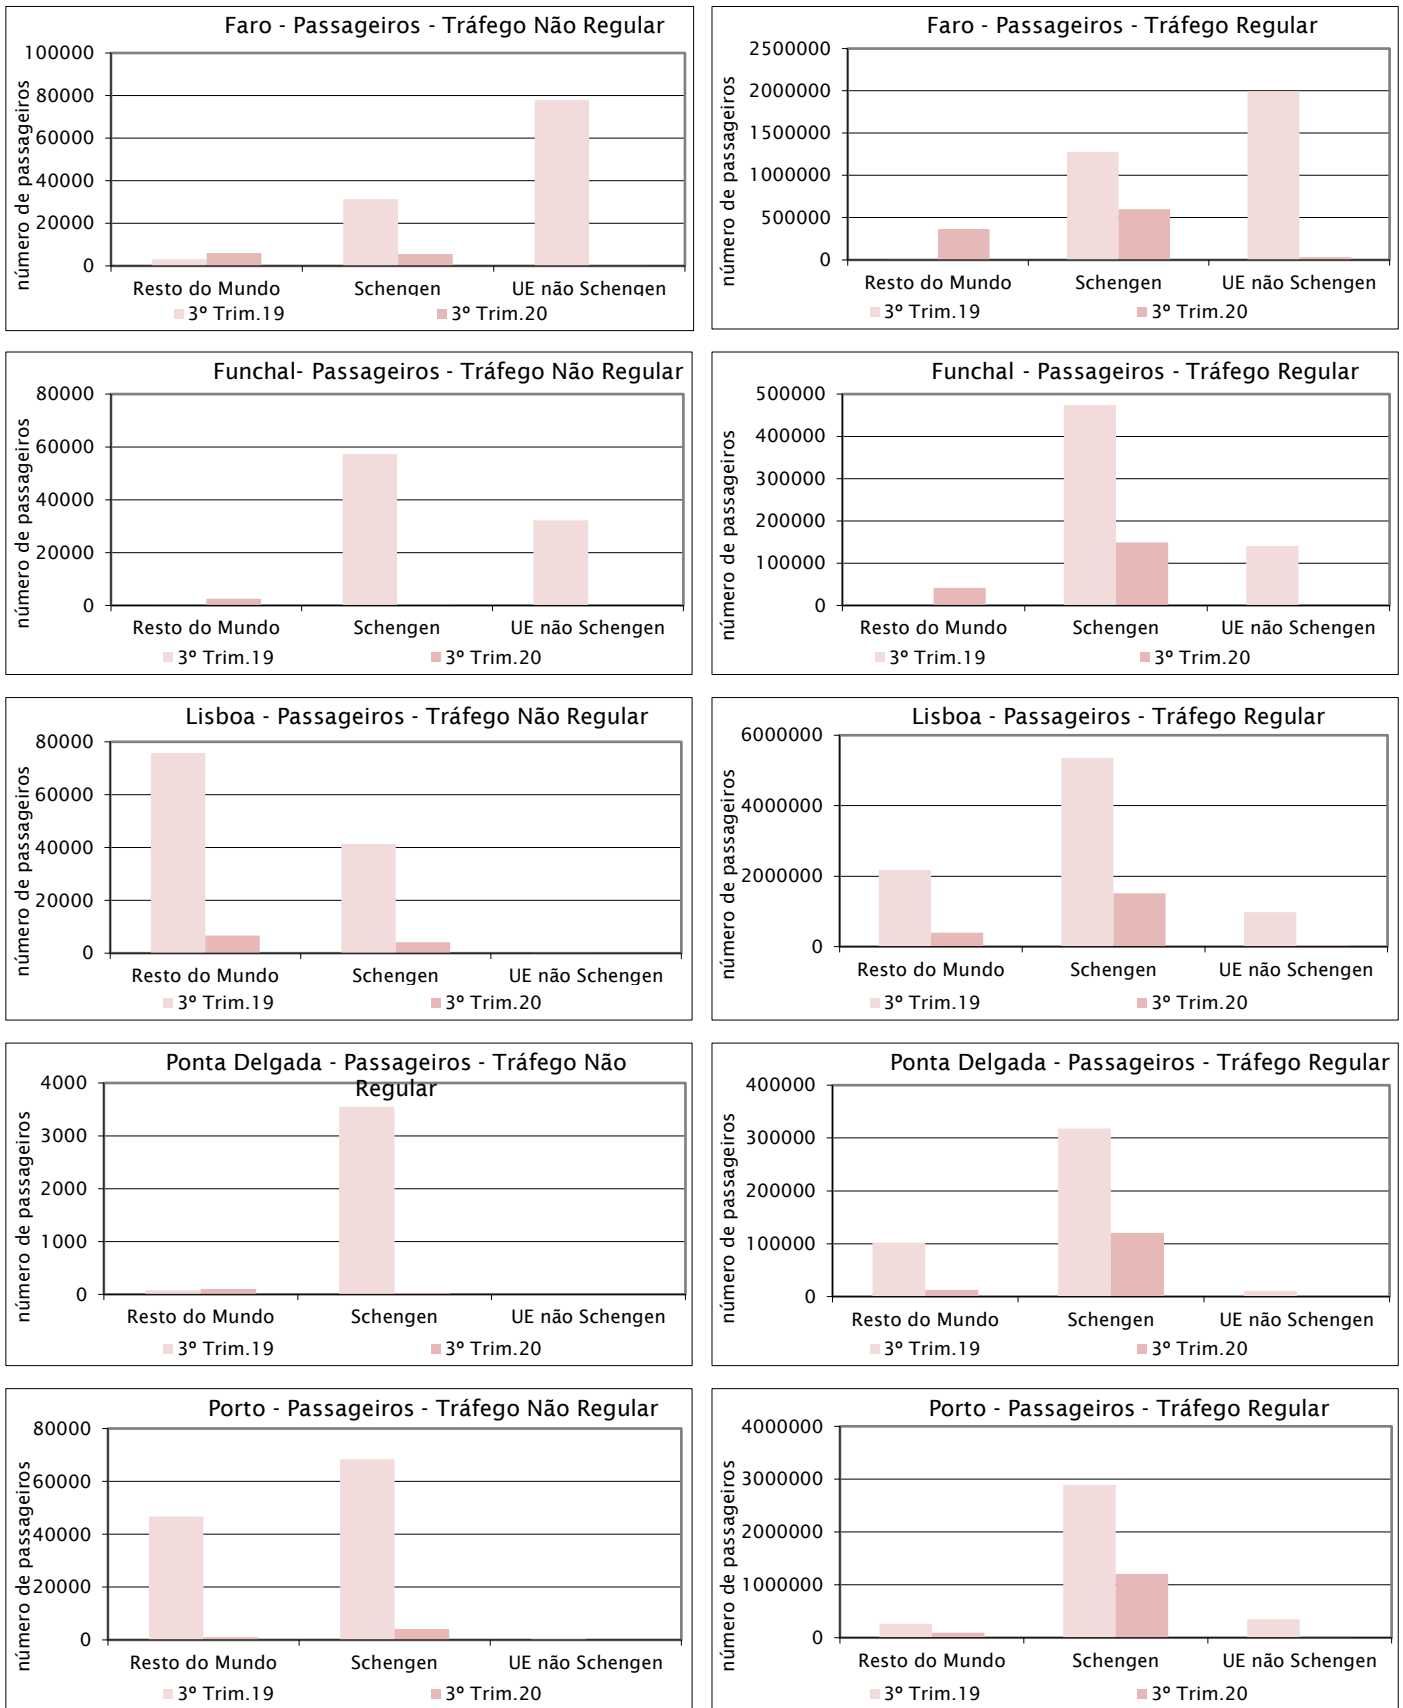 Faro - Passageiros - Tráfego Não Regular
número de passageiros
100000
80000
60000
40000
20000
0
Resto do Mundo Schengen UE não Schengen
3º Trim.19 3º Trim.20
Faro - Passageiros - Tráfego Regular
número de passageiros
2500000
2000000
1500000
1000000
500000
0
Resto do Mundo Schengen UE não Schengen
3º Trim.19 3º Trim.20
Funchal- Passageiros - Tráfego Não Regular
número de passageiros
80000
60000
40000
20000
0
Resto do Mundo Schengen UE não Schengen
3º Trim.19 3º Trim.20
Funchal - Passageiros - Tráfego Regular
número de passageiros
500000
400000
300000
200000
100000
0
Resto do Mundo Schengen UE não Schengen
3º Trim.19 3º Trim.20
Lisboa - Passageiros - Tráfego Não Regular
número de passageiros
80000
60000
40000
20000
0
Resto do Mundo Schengen UE não Schengen
3º Trim.19 3º Trim.20
Lisboa - Passageiros - Tráfego Regular
número de passageiros
6000000
4000000
2000000
0
Resto do Mundo Schengen UE não Schengen
3º Trim.19 3º Trim.20
Ponta Delgada - Passageiros - Tráfego Não
Regular
número de passageiros
4000
3000
2000
1000
0
Resto do Mundo Schengen UE não Schengen
3º Trim.19 3º Trim.20
Ponta Delgada - Passageiros - Tráfego Regular
número de passageiros
400000
300000
200000
100000
0
Resto do Mundo Schengen UE não Schengen
3º Trim.19 3º Trim.20
Porto - Passageiros - Tráfego Não Regular
número de passageiros
80000
60000
40000
20000
0
Resto do Mundo Schengen UE não Schengen
3º Trim.19 3º Trim.20
Porto - Passageiros - Tráfego Regular
número de passageiros
4000000
3000000
2000000
1000000
0
Resto do Mundo Schengen UE não Schengen
3º Trim.19 3º Trim.20